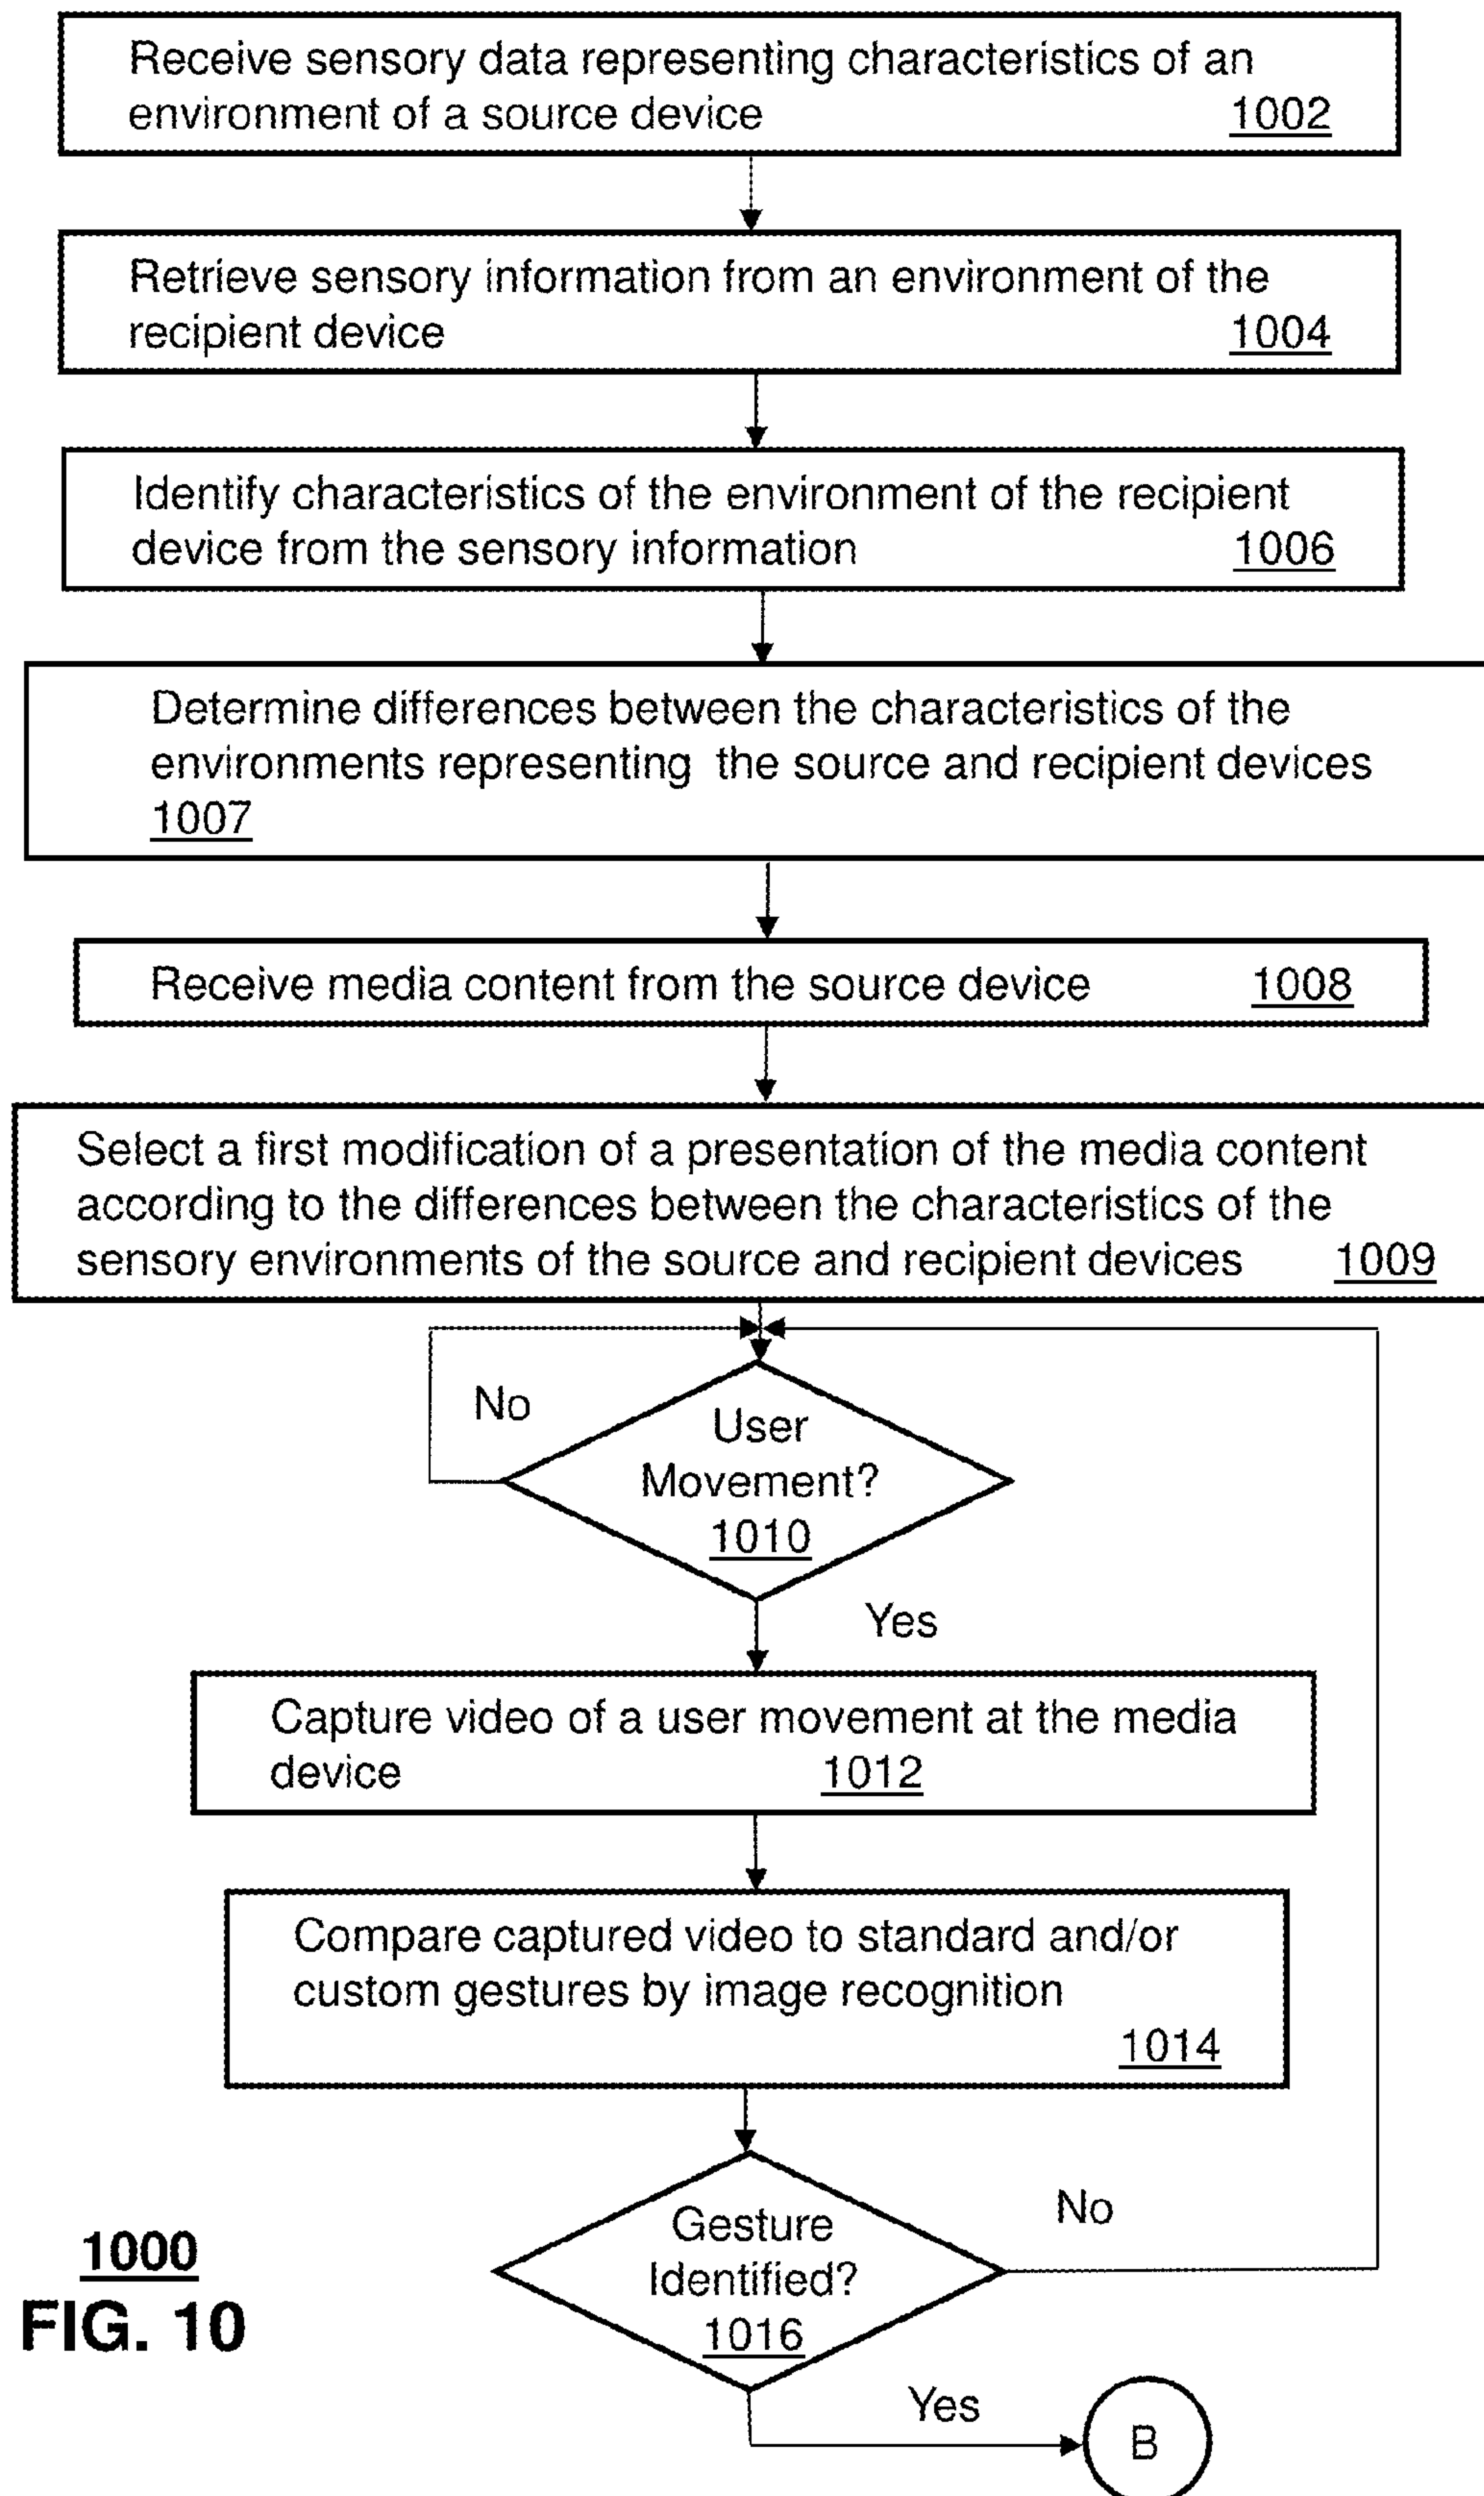 Receive sensory data representing characteristics of an
environment of a source device 1002
Retrieve sensory information from an environment of the
recipient device 1004
Identify characteristics of the environment of the recipient
device from the sensory information 1006
Determine differences between the characteristics of the
environments representing the source and recipient devices
1007
Receive media content from the source device 1008
Select a first modification of a presentation of the media content
according to the differences between the characteristics of the
sensory environments of the source and recipient devices 1009
No
User
Movement?
1010
Yes
Capture video of a user movement at the media
device 1012
Compare captured video to standard and/or
custom gestures by image recognition
1014
No
Gesture
Identified?
1016
1000
FIG. 10
Yes
B